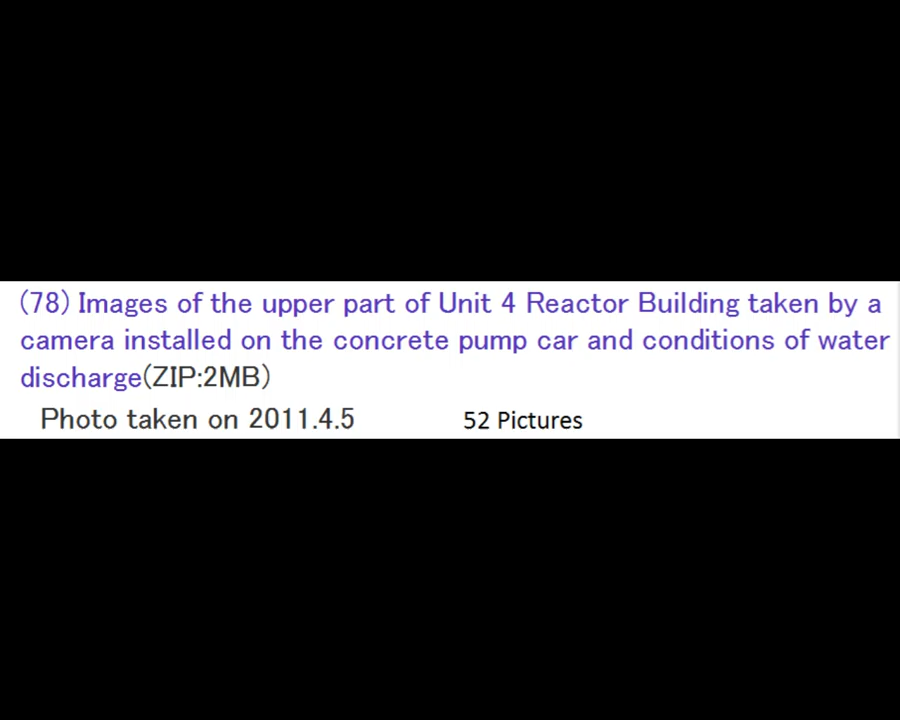 (78) Images of the upper part of Unit 4 Reactor Building taken by a
camera installed on the concrete pump car and conditions of water
discharge(ZIP:2MB)
Photo taken on 2011.4.5 52 Pictures